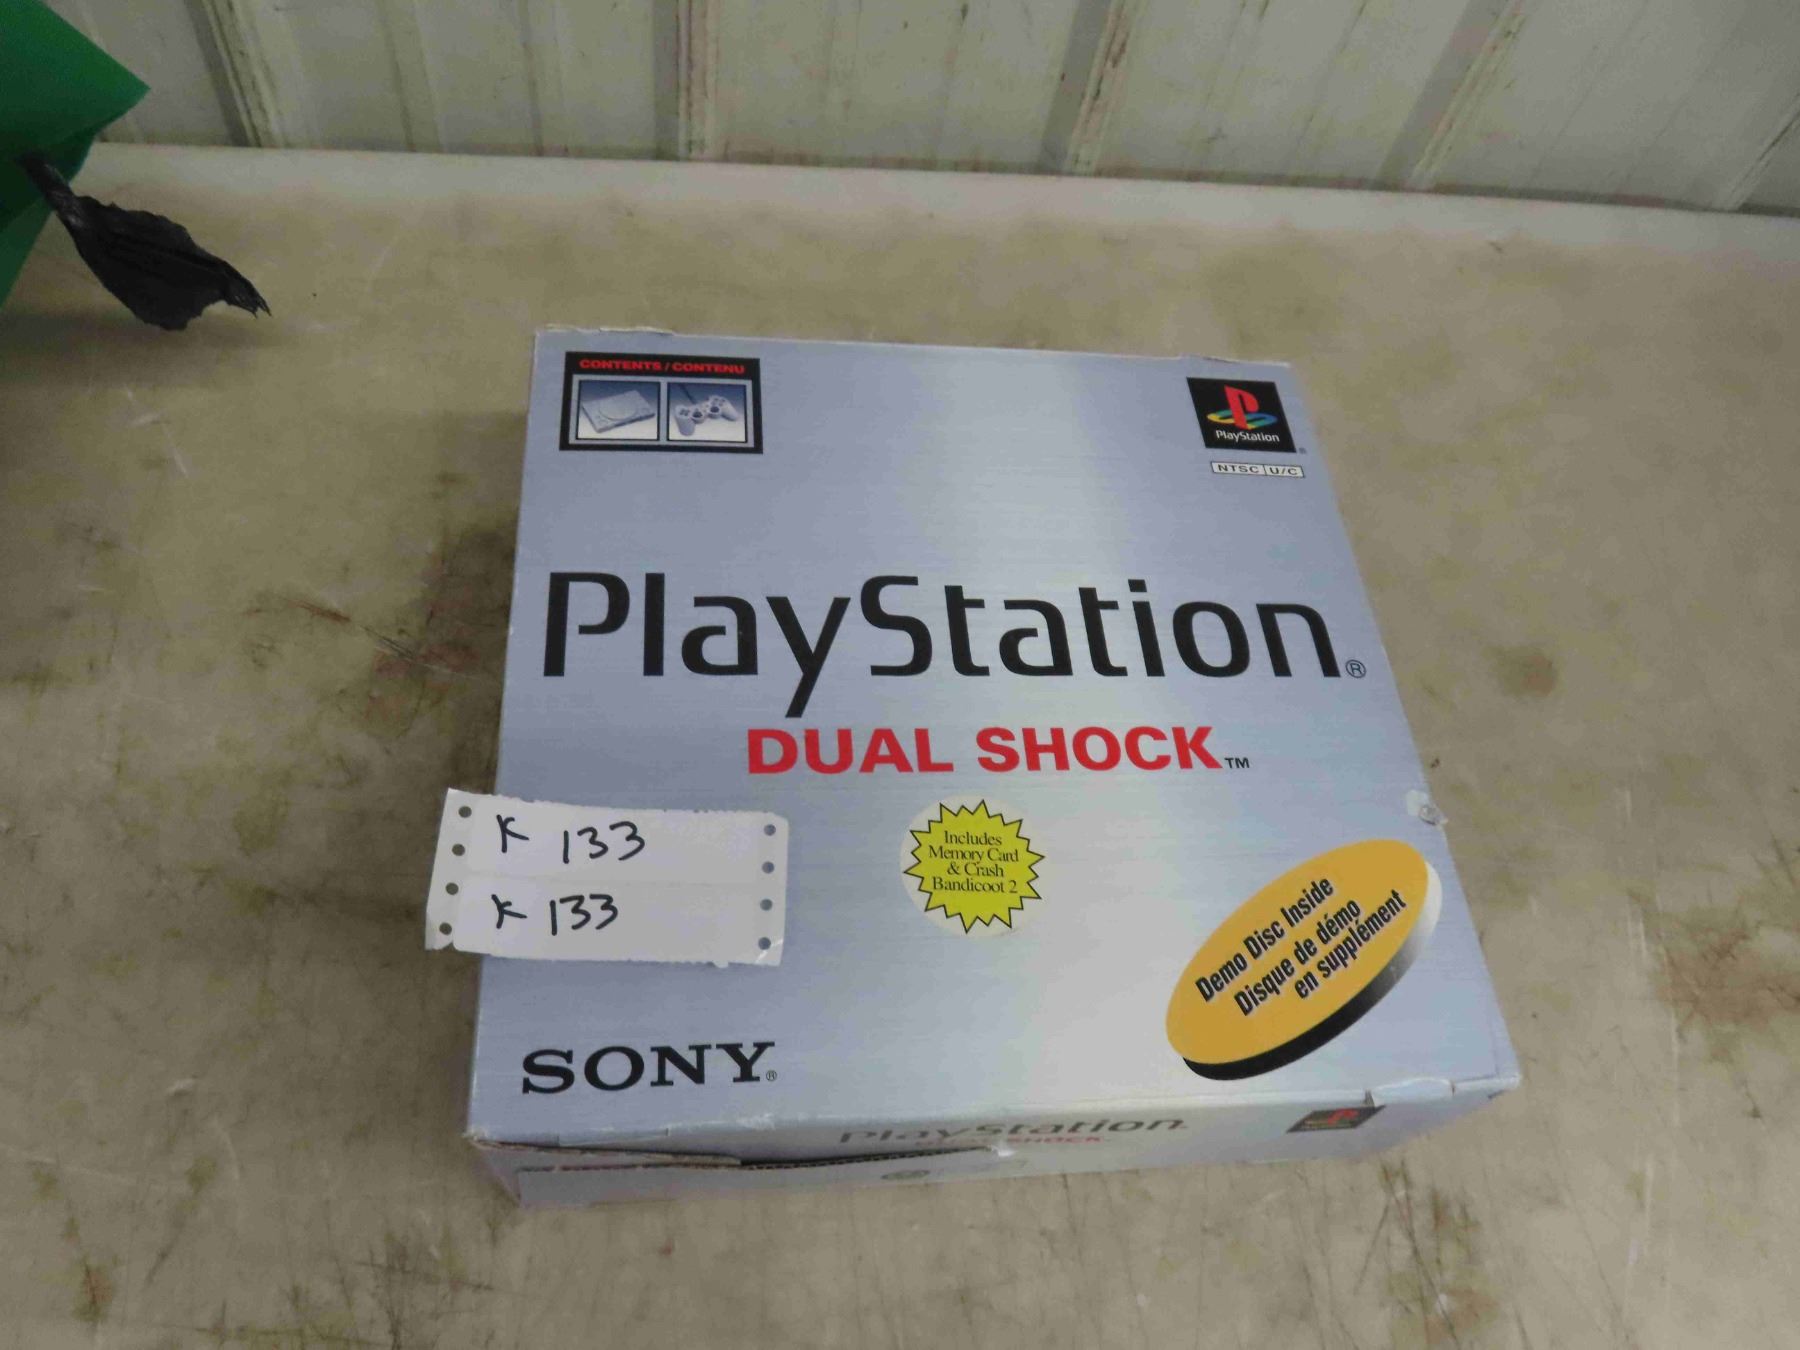 CONTENTS / CONTENU
PlayStation
NTSC U/C
PlayStation®
DUAL SHOCK™
K 133
K 133
Includes
Memory Card
& Crash
Bandicoot 2
Demo Disc Inside
Disque de démo
en supplément
SONY®
PlayStation
DUAL SHOCK